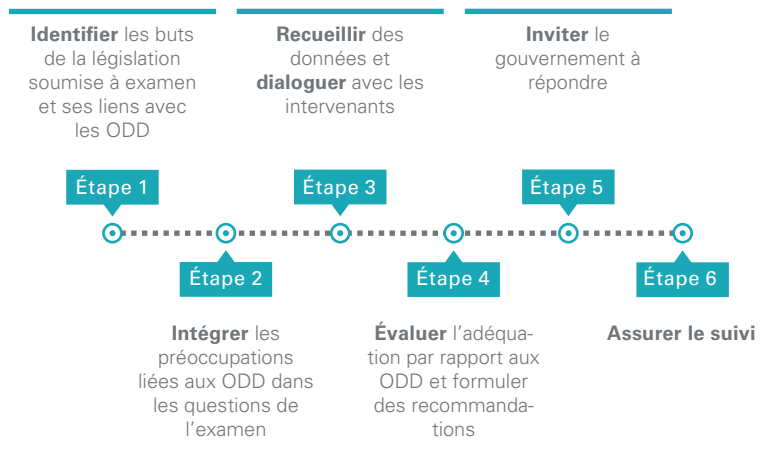 Identifier les buts
de la législation
soumise à examen
et ses liens avec
les ODD
Étape 1
Étape 2
Intégrer les
préoccupations
liées aux ODD dans
les questions de
l’examen
Recueillir des
données et
dialoguer avec les
intervenants
Étape 3
Étape 4
Évaluer l’adéqua-
tion par rapport aux
ODD et formuler
des recommanda-
tions
Inviter le
gouvernement à
répondre
Étape 5
Étape 6
Assurer le suivi